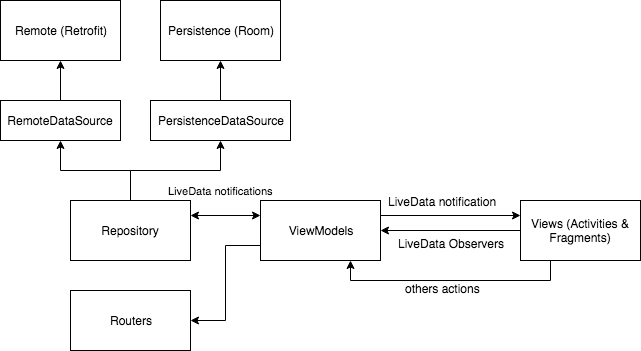 Remote (Retrofit)
Persistence (Room)
RemoteDataSource
PersistenceDataSource
LiveData notifications
LiveData notification
Repository
ViewModels
Views (Activities &
Fragments)
LiveData Observers
others actions
Routers